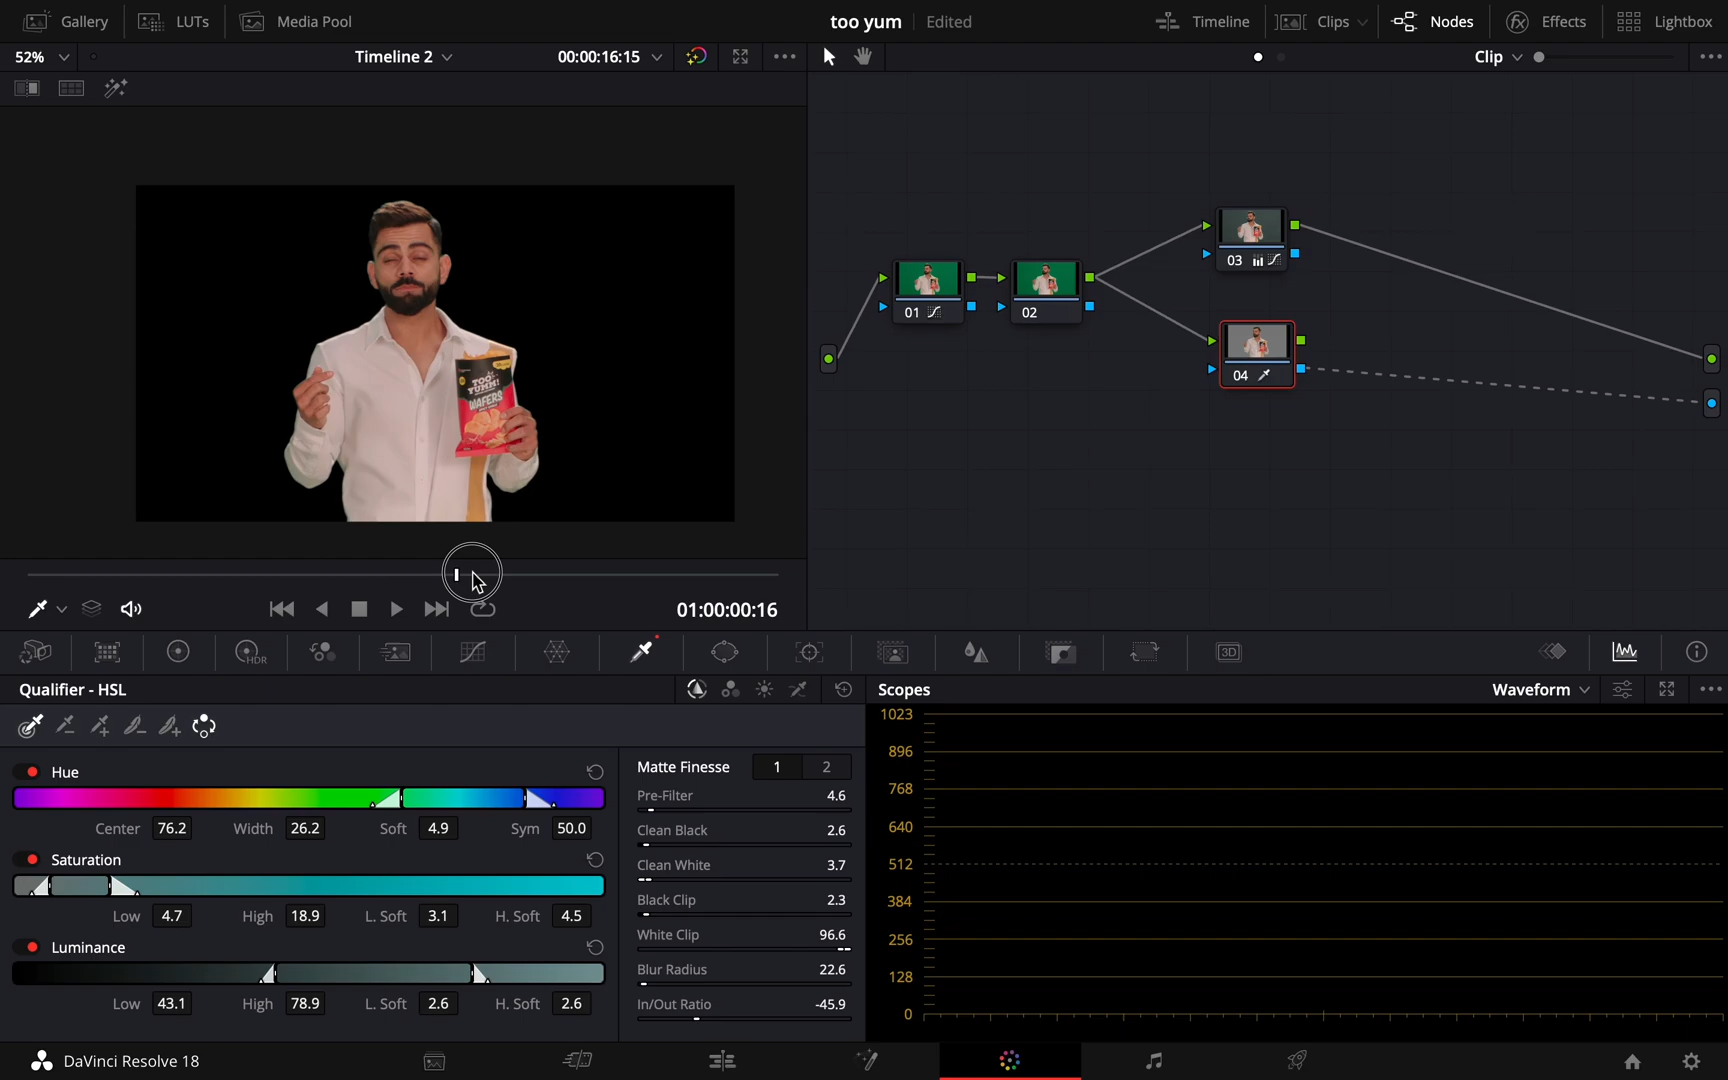 Gallery LUTs Media Pool too yum Edited Timeline Clips Nodes Effects Lightbox
52% Timeline 2 00:00:16:15 Clip
TOO
YUMM!
WAFERS
01 02 03 04
01:00:00:16
HDR 3D
Qualifier - HSL
Scopes Waveform
Hue
Center 76.2 Width 26.2 Soft 4.9 Sym 50.0
Saturation
Low 4.7 High 18.9 L. Soft 3.1 H. Soft 4.5
Luminance
Low 43.1 High 78.9 L. Soft 2.6 H. Soft 2.6
Matte Finesse 1 2
Pre-Filter 4.6
Clean Black 2.6
Clean White 3.7
Black Clip 2.3
White Clip 96.6
Blur Radius 22.6
In/Out Ratio -45.9
1023
896
768
640
512
384
256
128
0
DaVinci Resolve 18